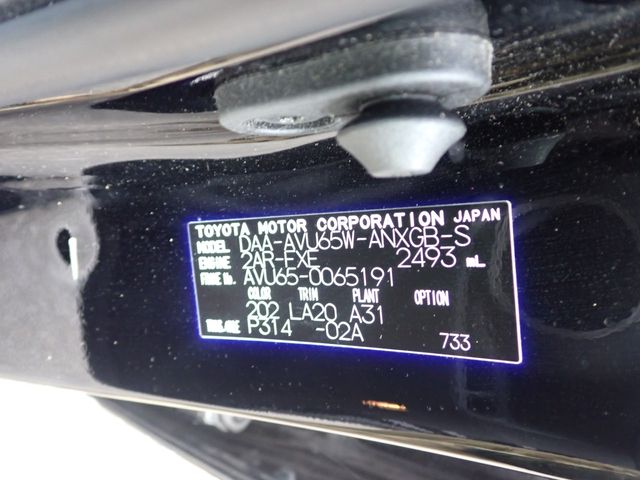 TOYOTA MOTOR CORPORATION JAPAN
MODEL DAA-AVU65W-ANXGB-S
ENGINE 2AR-FXE 2493 mL
FRAME No. AVU65-0065191
COLOR TRIM PLANT OPTION
202 LA20 A31
TRANS./AXLE P314 -02A
733